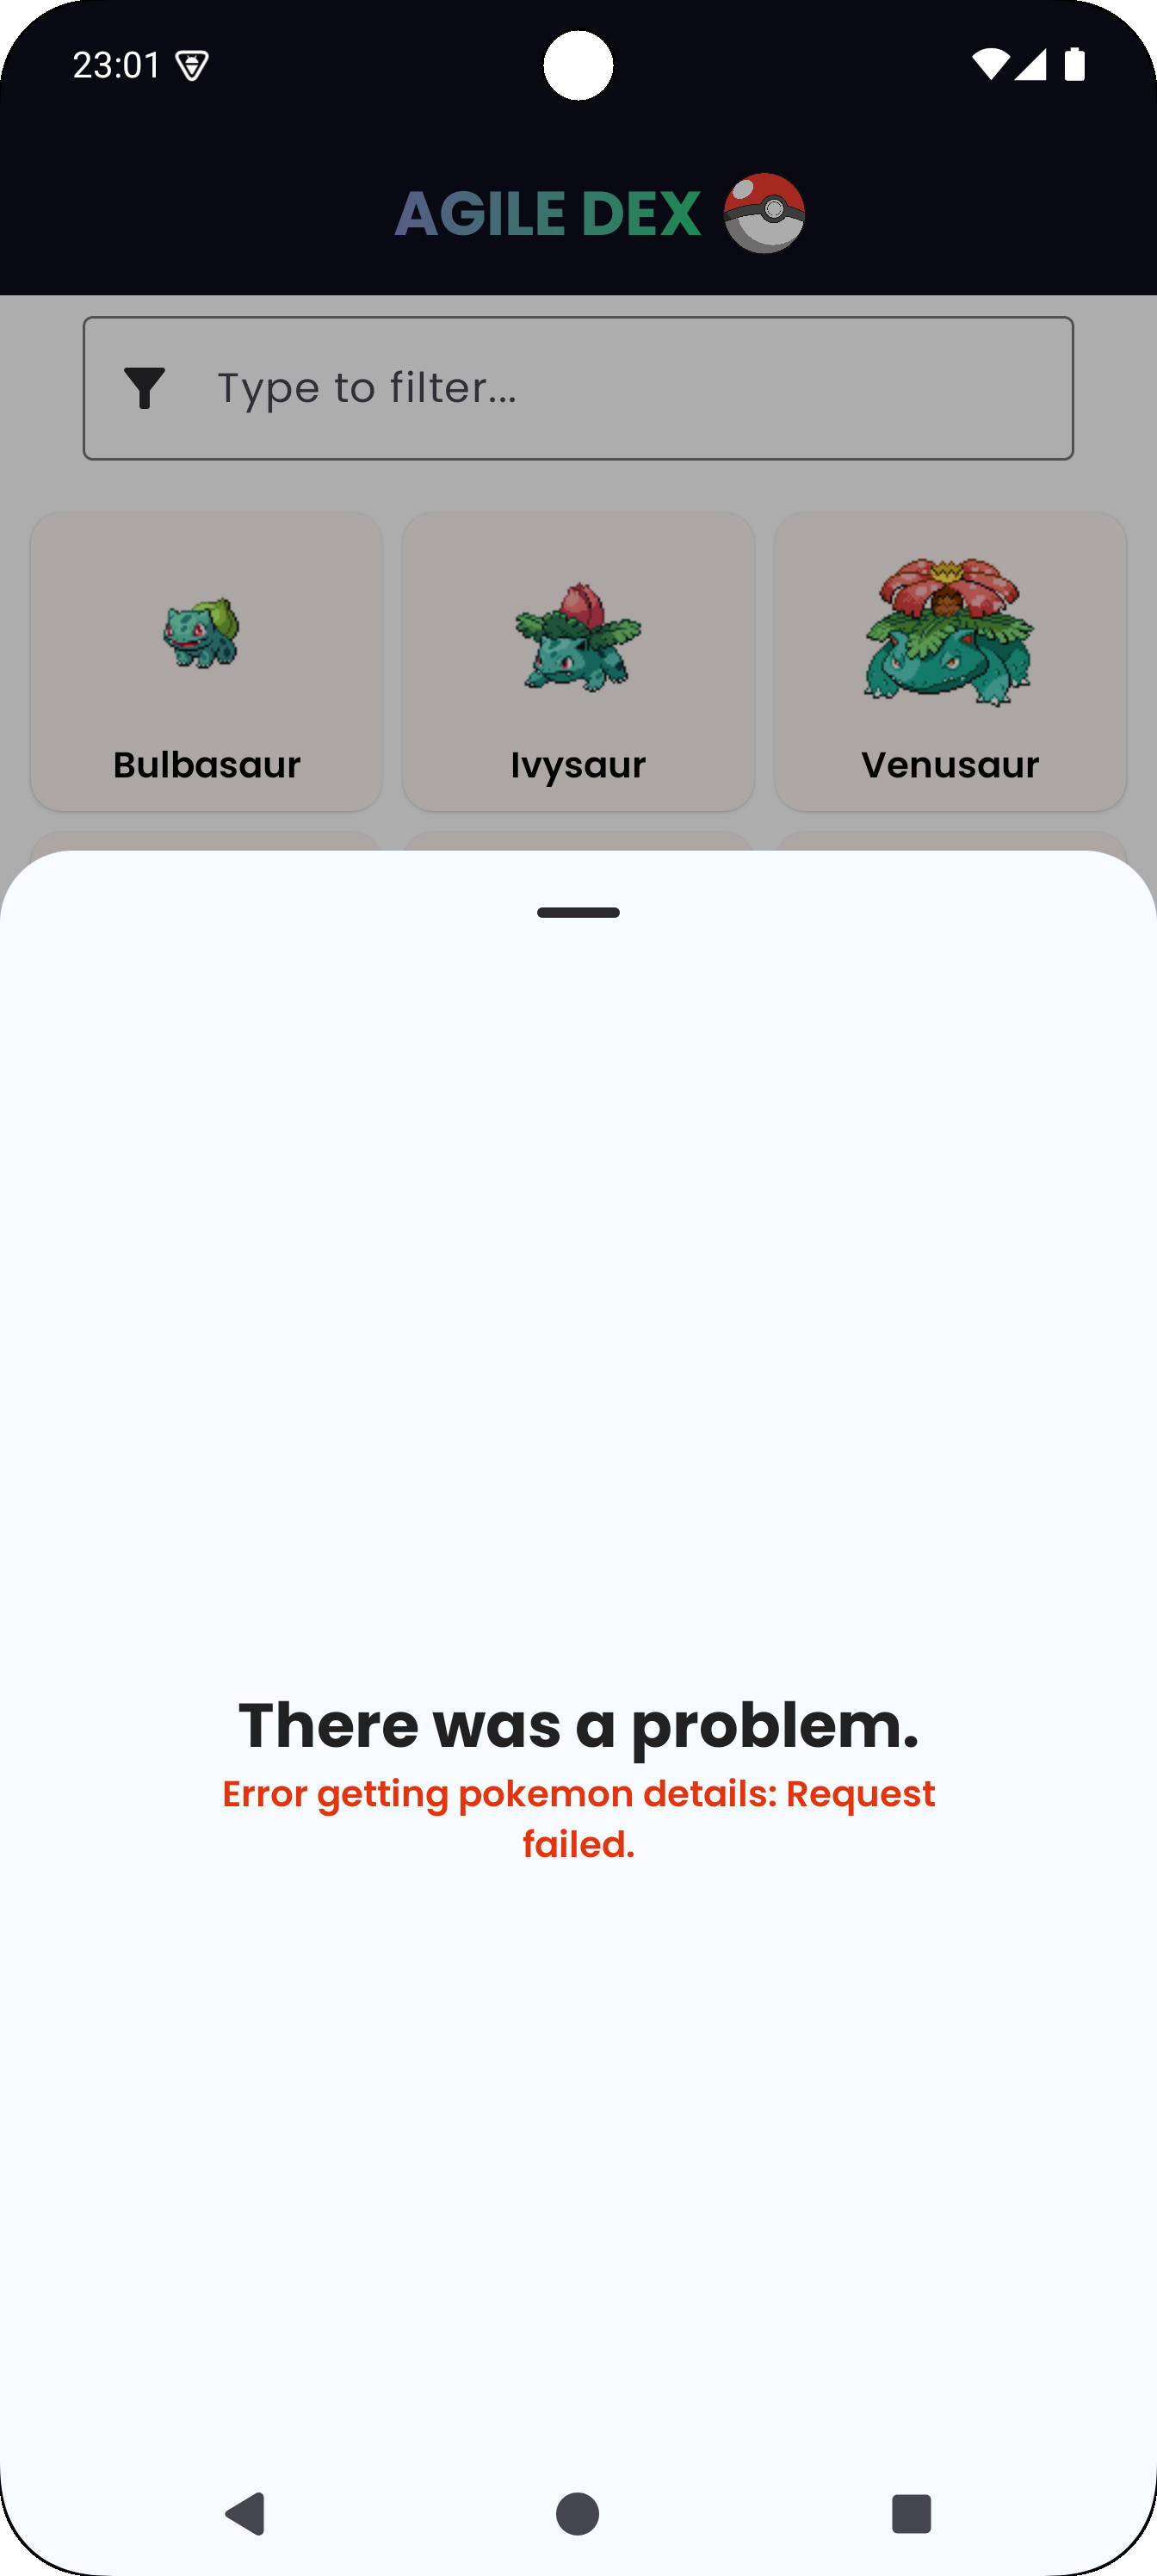 23:01
AGILE DEX
Type to filter...
Bulbasaur
Ivysaur
Venusaur
There was a problem.
Error getting pokemon details: Request
failed.